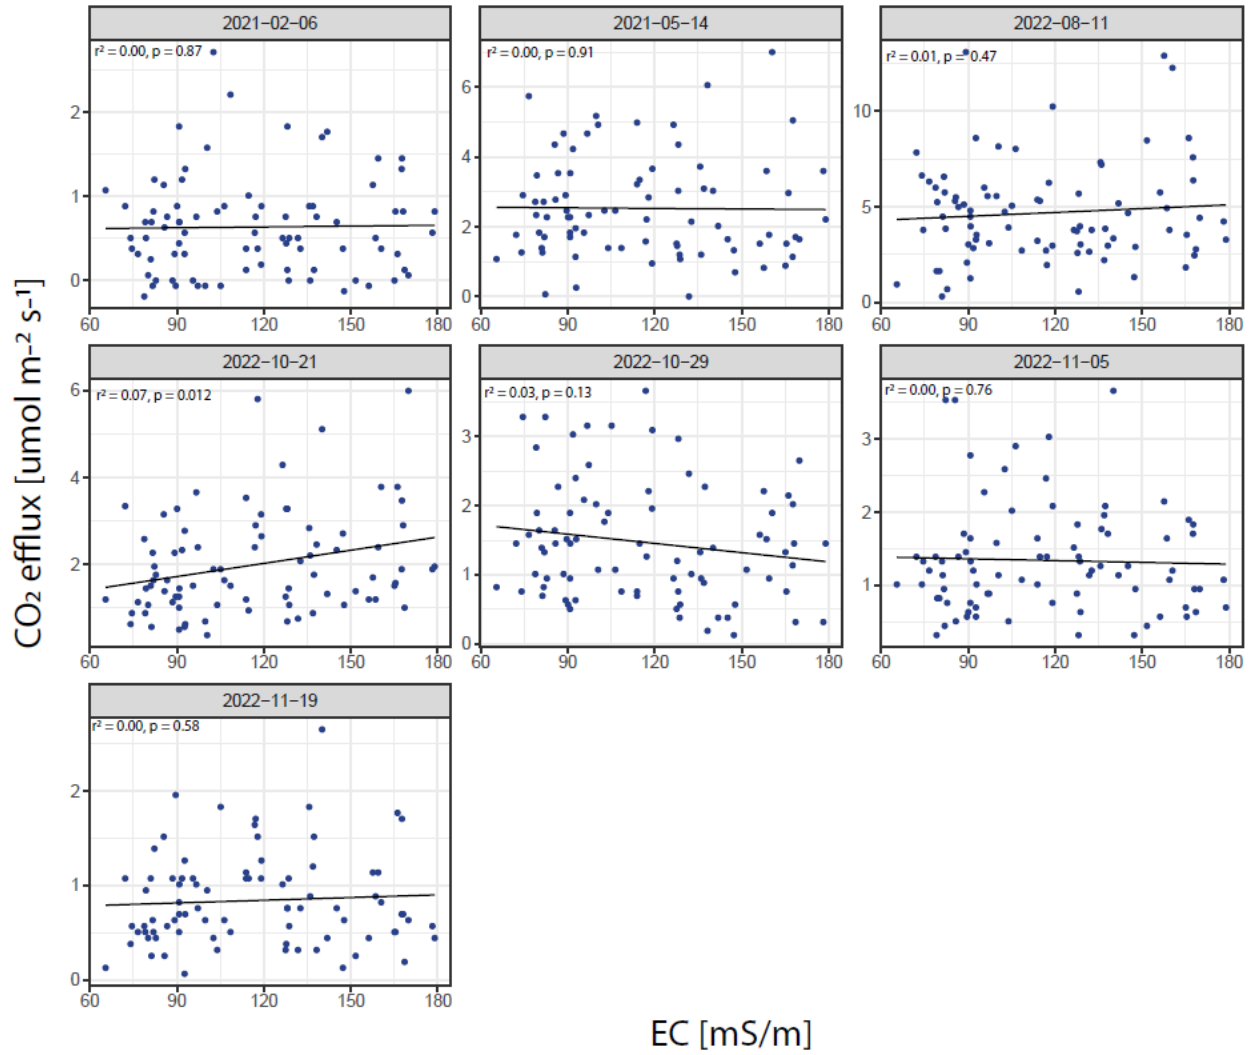 2021-02-06
r² = 0.00, p = 0.87
2
1
0
60 90 120 150 180
2021-05-14
r² = 0.00, p = 0.91
6
4
2
0
60 90 120 150 180
2022-08-11
r² = 0.01, p = 0.47
10
5
0
60 90 120 150 180
2022-10-21
r² = 0.07, p = 0.012
6
4
2
60 90 120 150 180
2022-10-29
r² = 0.03, p = 0.13
3
2
1
0
60 90 120 150 180
2022-11-05
r² = 0.00, p = 0.76
3
2
1
60 90 120 150 180
2022-11-19
r² = 0.00, p = 0.58
2
1
0
60 90 120 150 180
CO₂ efflux [umol m-² s-¹]
EC [mS/m]